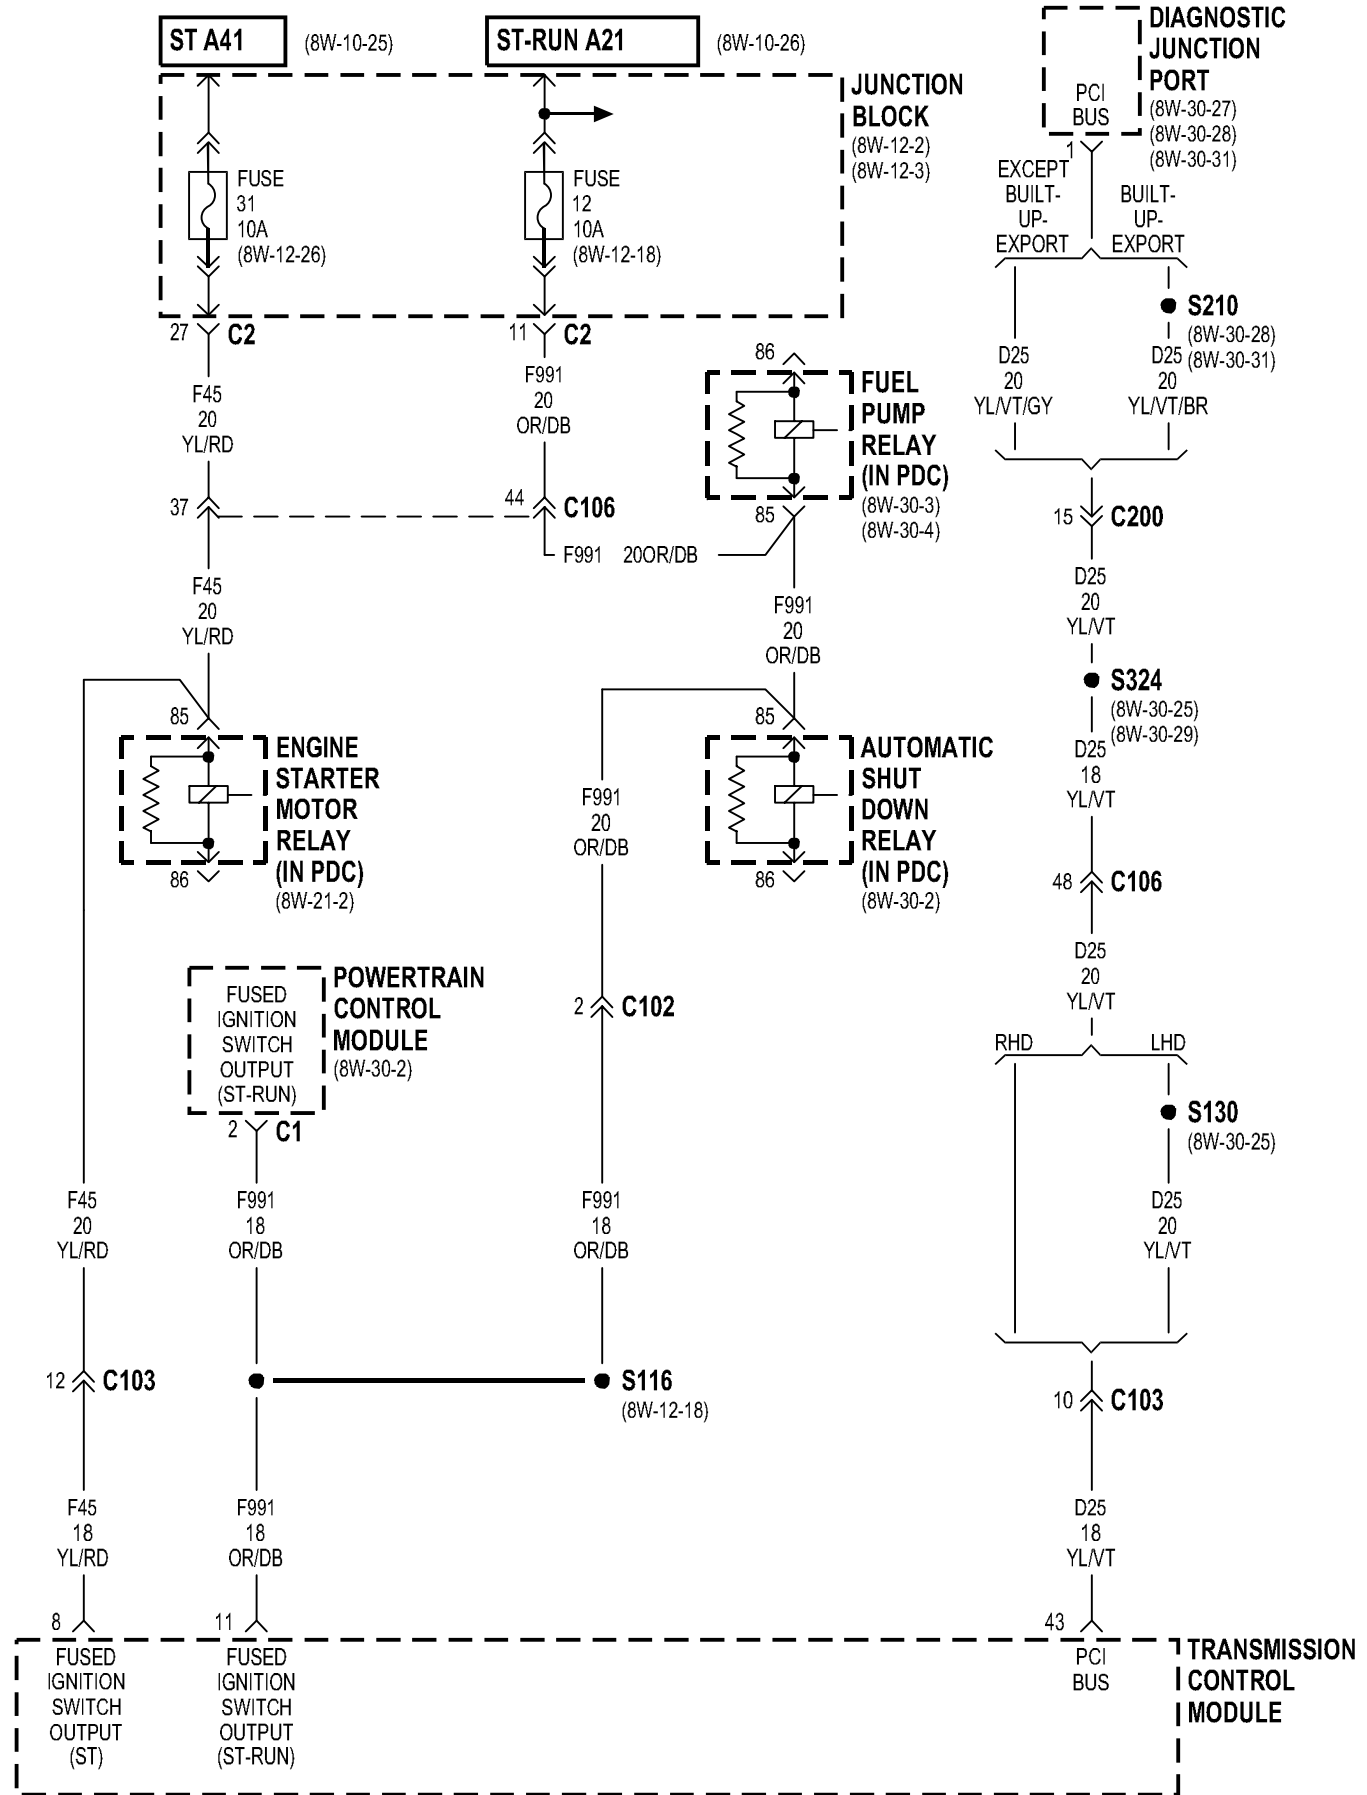 ST A41
(8W-10-25)
ST-RUN A21
(8W-10-26)
JUNCTION
BLOCK
(8W-12-2)
(8W-12-3)
FUSE
31
10A
(8W-12-26)
FUSE
12
10A
(8W-12-18)
27
C2
11
C2
F45
20
YL/RD
F991
20
OR/DB
37
44
C106
F991
20OR/DB
86
FUEL
PUMP
RELAY
(IN PDC)
(8W-30-3)
(8W-30-4)
85
F45
20
YL/RD
F991
20
OR/DB
85
ENGINE
STARTER
MOTOR
RELAY
(IN PDC)
(8W-21-2)
86
85
AUTOMATIC
SHUT
DOWN
RELAY
(IN PDC)
(8W-30-2)
86
F991
20
OR/DB
FUSED
IGNITION
SWITCH
OUTPUT
(ST-RUN)
POWERTRAIN
CONTROL
MODULE
(8W-30-2)
2
C1
2
C102
F45
20
YL/RD
F991
18
OR/DB
F991
18
OR/DB
12
C103
S116
(8W-12-18)
F45
18
YL/RD
F991
18
OR/DB
8
11
FUSED
IGNITION
SWITCH
OUTPUT
(ST)
FUSED
IGNITION
SWITCH
OUTPUT
(ST-RUN)
PCI
BUS
DIAGNOSTIC
JUNCTION
PORT
(8W-30-27)
(8W-30-28)
(8W-30-31)
1
EXCEPT
BUILT-
UP-
EXPORT
BUILT-
UP-
EXPORT
S210
(8W-30-28)
(8W-30-31)
D25
20
YL/VT/GY
D25
20
YL/VT/BR
15
C200
D25
20
YL/VT
S324
(8W-30-25)
(8W-30-29)
D25
18
YL/VT
48
C106
D25
20
YL/VT
RHD
LHD
S130
(8W-30-25)
D25
20
YL/VT
10
C103
D25
18
YL/VT
43
PCI
BUS
TRANSMISSION
CONTROL
MODULE